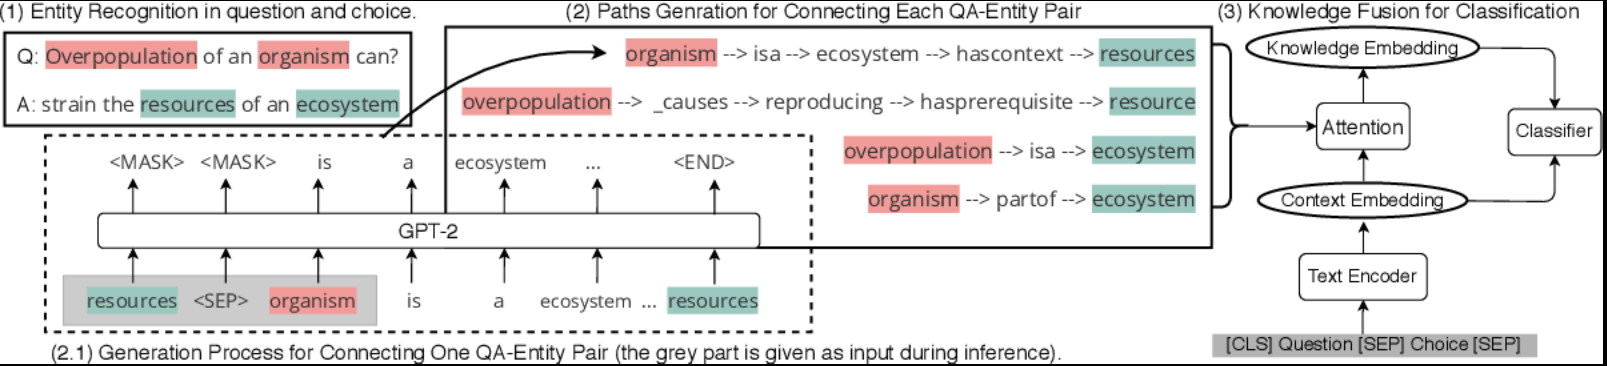 (1) Entity Recognition in question and choice.
Q: Overpopulation of an organism can?
A: strain the resources of an ecosystem
(2) Paths Genration for Connecting Each QA-Entity Pair
organism --> isa --> ecosystem --> hascontext --> resources
overpopulation --> _causes --> reproducing --> hasprerequisite --> resource
overpopulation --> isa --> ecosystem
organism --> partof --> ecosystem
<MASK> <MASK> is a ecosystem ... <END>
GPT-2
resources <SEP> organism is a ecosystem ... resources
(2.1) Generation Process for Connecting One QA-Entity Pair (the grey part is given as input during inference).
(3) Knowledge Fusion for Classification
Knowledge Embedding
Attention
Classifier
Context Embedding
Text Encoder
[CLS] Question [SEP] Choice [SEP]